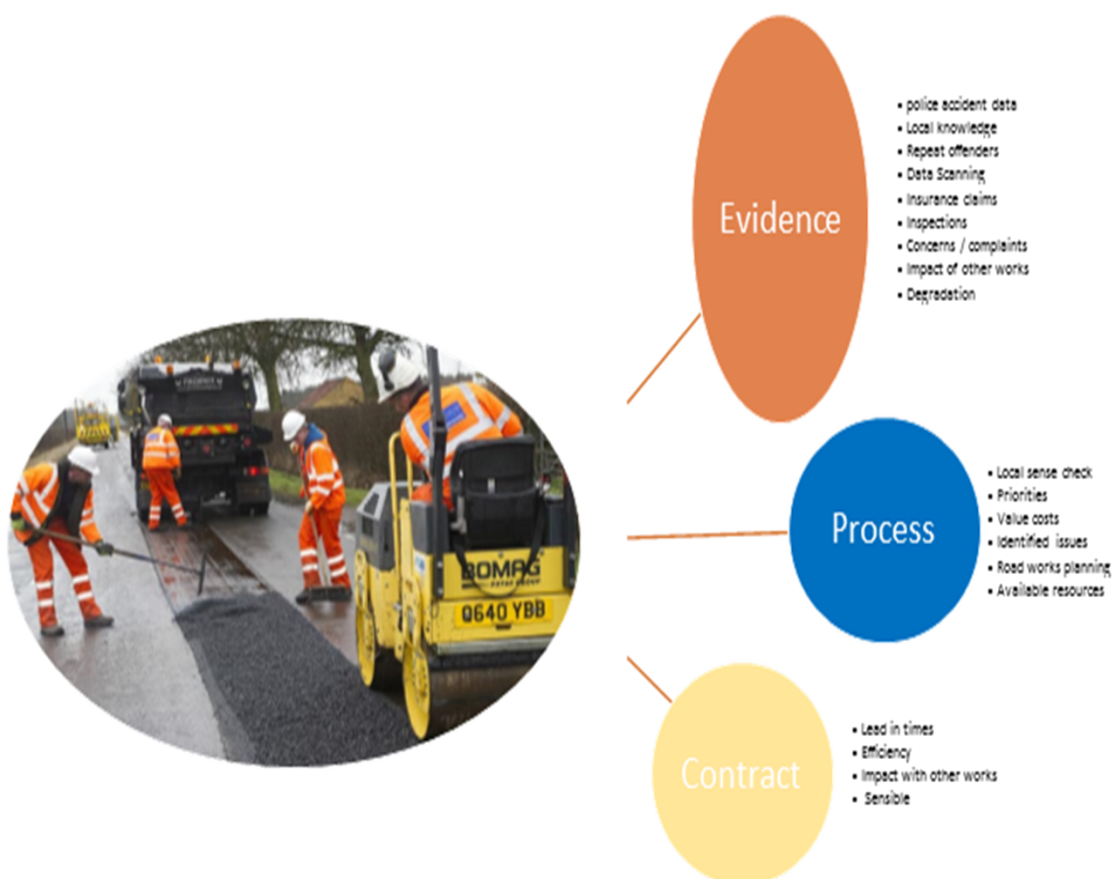 Evidence
▪ police accident data
▪ Local knowledge
▪ Repeat offenders
▪ Data Scanning
▪ Insurance claims
▪ Inspections
▪ Concerns / complaints
▪ Impact of other works
▪ Degradation
BOMAG
Q640 YBB
Process
▪ Local sense check
▪ Priorities
▪ Value costs
▪ Identified issues
▪ Road works planning
▪ Available resources
Contract
▪ Lead in times
▪ Efficiency
▪ Impact with other works
▪ Sensible